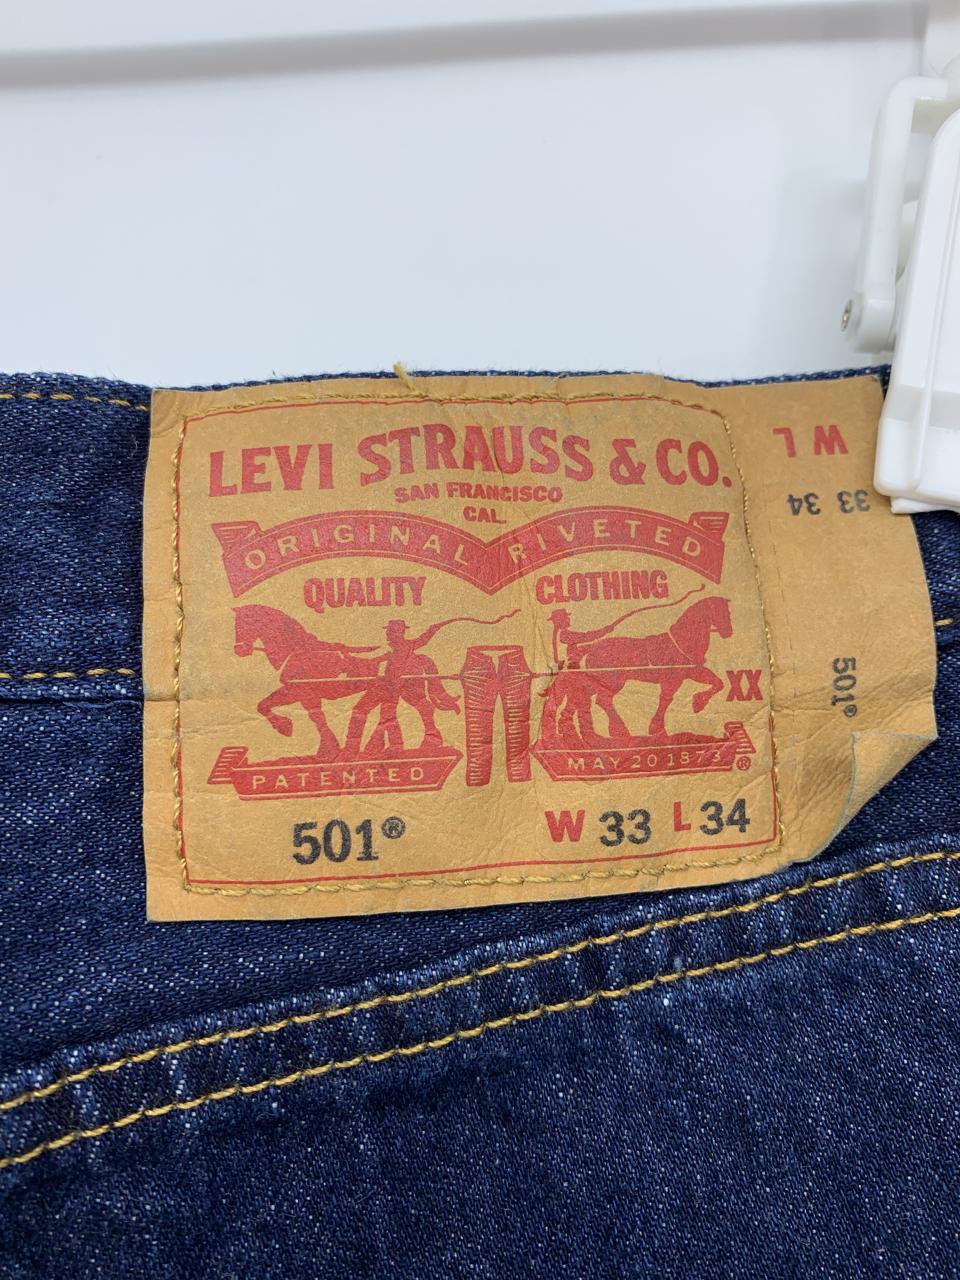 LEVI STRAUSS & CO.
SAN FRANCISCO
CAL.
ORIGINAL RIVETED
QUALITY CLOTHING
XX
PATENTED MAY 20 1873 ®
501® W 33 L 34
W L
33 34
501®